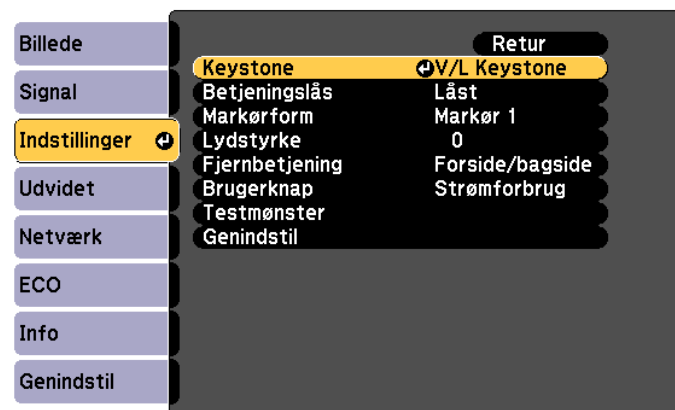 Billede
Signal
Indstillinger
Udvidet
Netværk
ECO
Info
Genindstil
Retur
Keystone V/L Keystone
Betjeningslås Låst
Markørform Markør 1
Lydstyrke 0
Fjernbetjening Forside/bagside
Brugerknap Strømforbrug
Testmønster
Genindstil